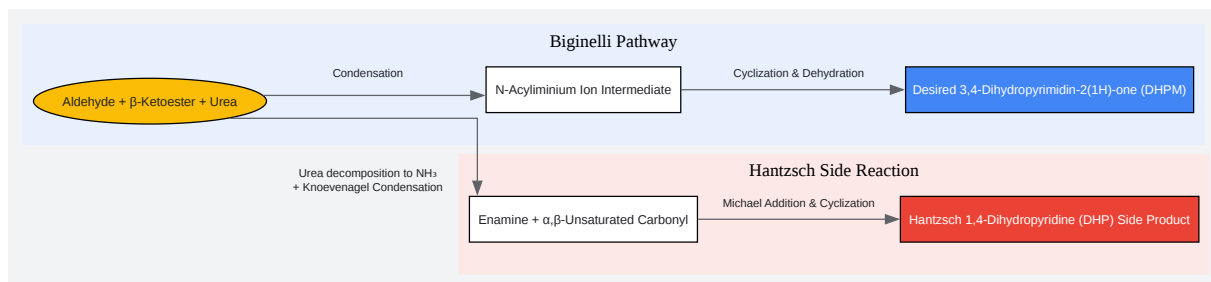 Biginelli Pathway
Condensation
Cyclization & Dehydration
Aldehyde + β-Ketoester + Urea
N-Acyliminium Ion Intermediate
Desired 3,4-Dihydropyrimidin-2(1H)-one (DHPM)
Urea decomposition to NH₃
+ Knoevenagel Condensation
Hantzsch Side Reaction
Michael Addition & Cyclization
Enamine + α,β-Unsaturated Carbonyl
Hantzsch 1,4-Dihydropyridine (DHP) Side Product